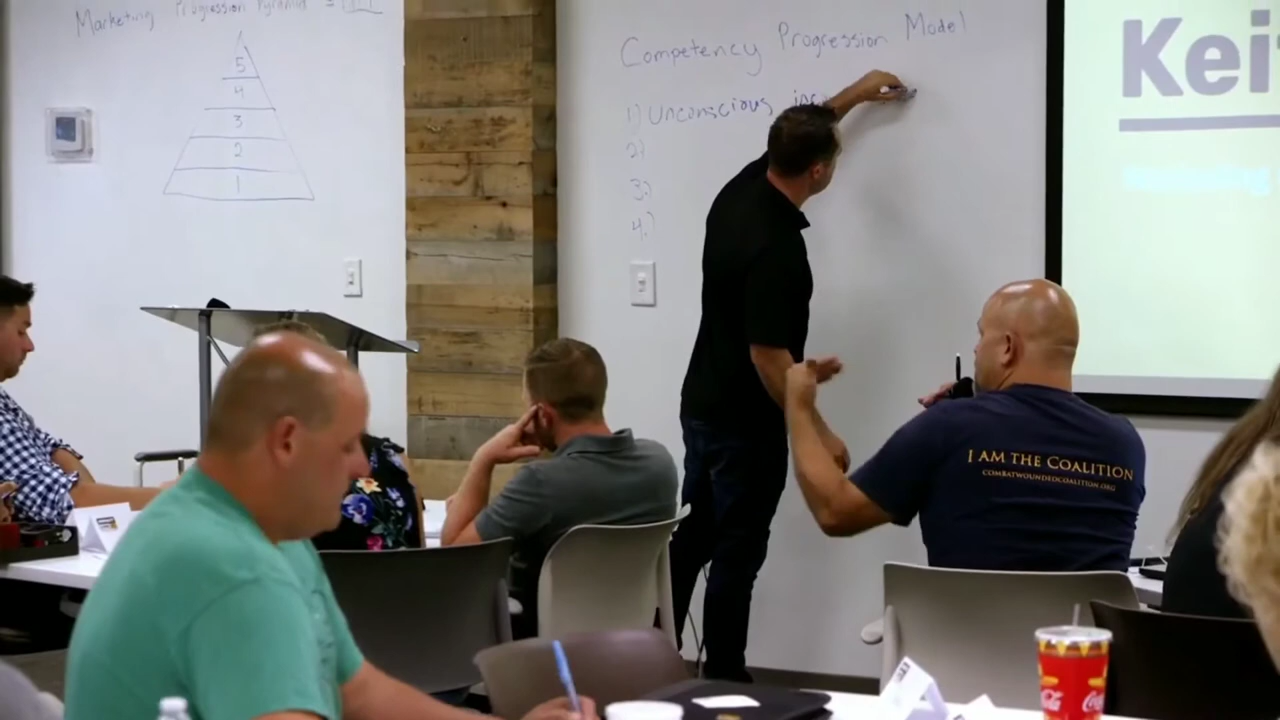 Marketing Progression Pyramid =
5
4
3
2
1
Competency Progression Model
1) Unconscious inc
2)
3.)
4.)
Kei
I AM THE COALITION
COMBATWOUNDEDCOALITION.ORG
Coca